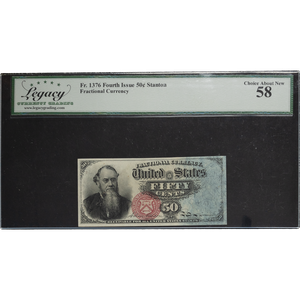 Legacy
CURRENCY GRADING
www.legacygrading.com
Fr. 1376 Fourth Issue 50¢ Stanton
Fractional Currency
Choice About New
58
FRACTIONAL CURRENCY
United States
FIFTY
CENTS
50